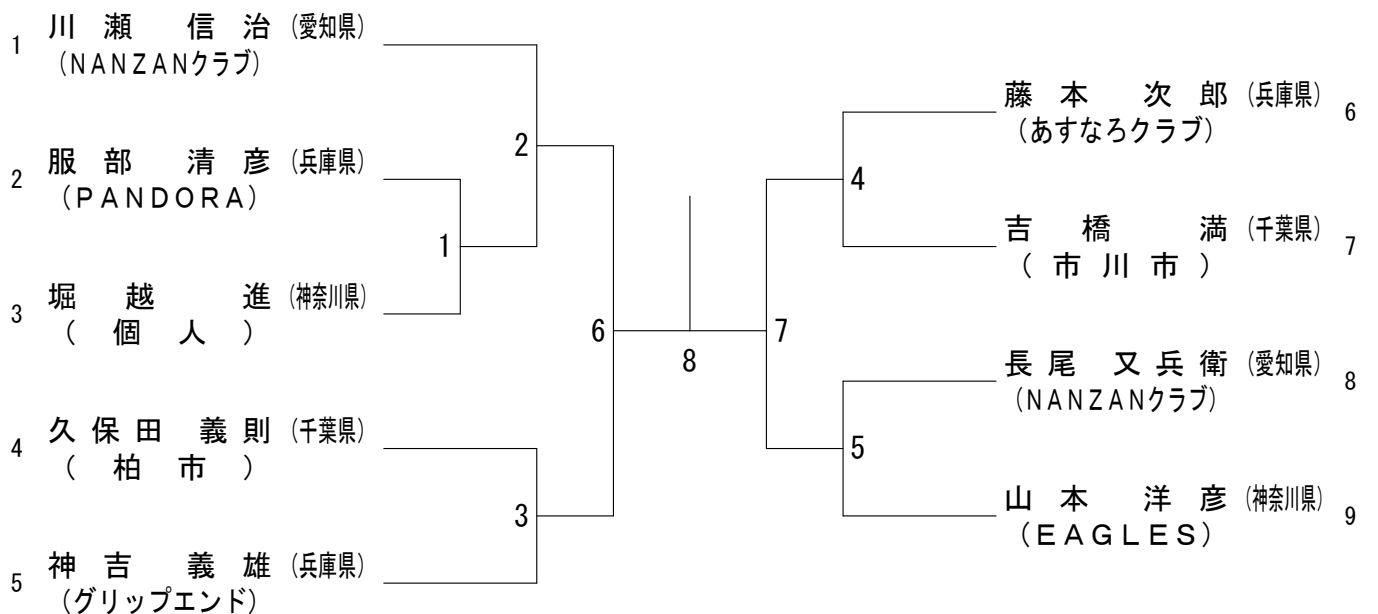 1 川瀬 信治 (愛知県)
(NANZANクラブ)
2 服部 清彦 (兵庫県)
(PANDORA)
3 堀越 進 (神奈川県)
(個人)
4 久保田 義則 (千葉県)
(柏市)
5 神吉 義雄 (兵庫県)
(グリップエンド)
2
1
6
3
8
4
7
5
藤本 次郎 (兵庫県) 6
(あすなろクラブ)
吉橋 満 (千葉県) 7
(市川市)
長尾 又兵衛 (愛知県) 8
(NANZANクラブ)
山本 洋彦 (神奈川県) 9
(EAGLES)